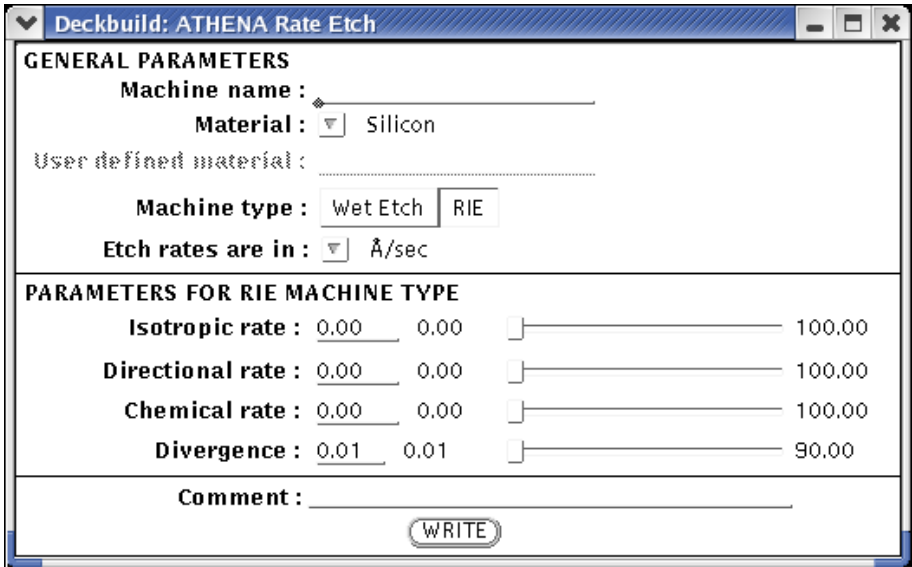 Deckbuild: ATHENA Rate Etch
GENERAL PARAMETERS
Machine name :
Material : Silicon
User defined material :
Machine type : Wet Etch RIE
Etch rates are in : Å/sec
PARAMETERS FOR RIE MACHINE TYPE
Isotropic rate : 0.00 0.00 100.00
Directional rate : 0.00 0.00 100.00
Chemical rate : 0.00 0.00 100.00
Divergence : 0.01 0.01 90.00
Comment :
WRITE